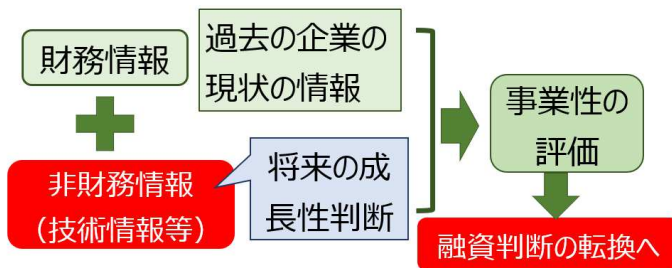 財務情報
過去の企業の
現状の情報
非財務情報
（技術情報等）
将来の成
長性判断
事業性の
評価
融資判断の転換へ